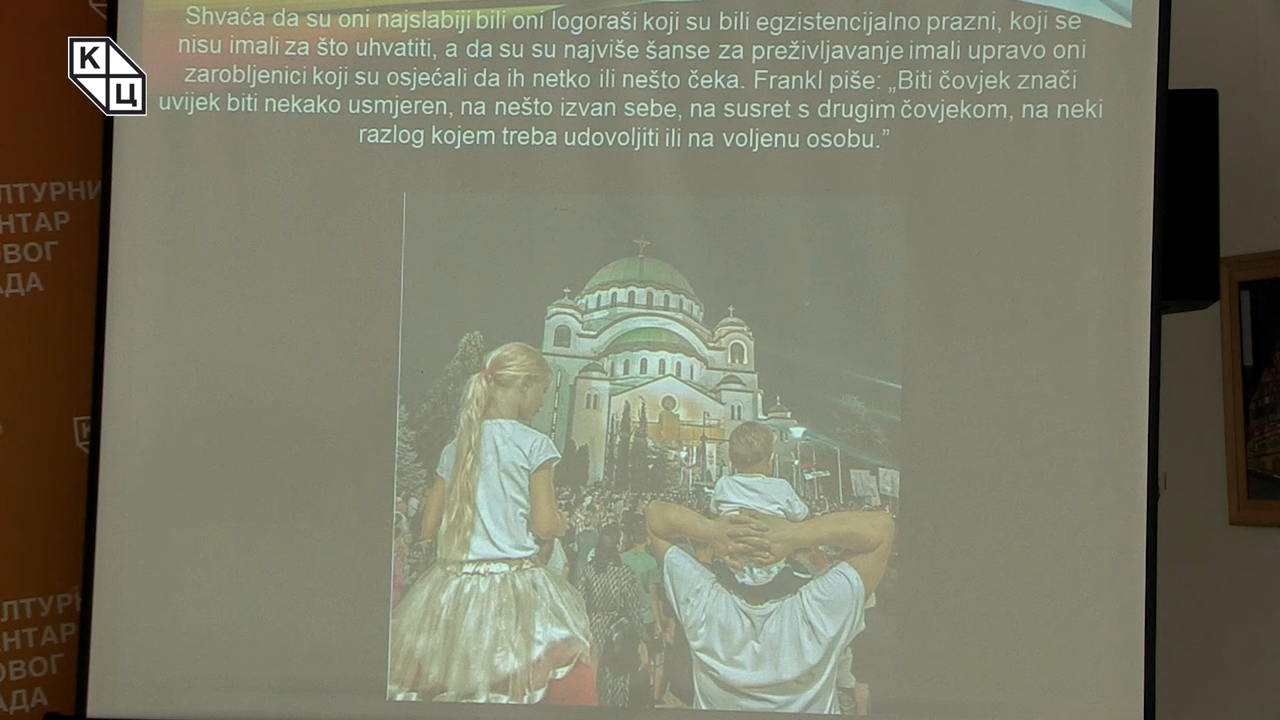 Shvaća da su oni najslabiji bili oni logoraši koji su bili egzistencijalno prazni, koji se
nisu imali za što uhvatiti, a da su su najviše šanse za preživljavanje imali upravo oni
zarobljenici koji su osjećali da ih netko ili nešto čeka. Frankl piše: „Biti čovjek znači
uvijek biti nekako usmjeren, na nešto izvan sebe, na susret s drugim čovjekom, na neki
razlog kojem treba udovoljiti ili na voljenu osobu.”
К
Ц
ЛТУРНИ
НТАР
ОВОГ
АДА
К
ЛТУРН
НТАР
ОВОГ
АДА